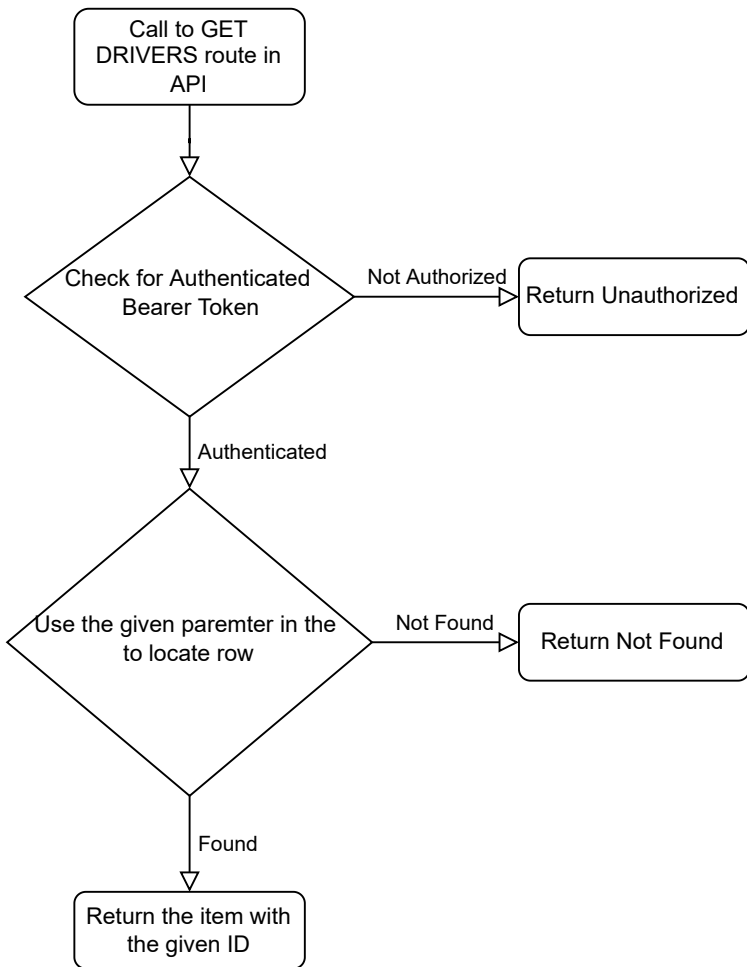 Call to GET
DRIVERS route in
API
Check for Authenticated
Bearer Token
Not Authorized
Return Unauthorized
Authenticated
Use the given paremter in the
to locate row
Not Found
Return Not Found
Found
Return the item with
the given ID